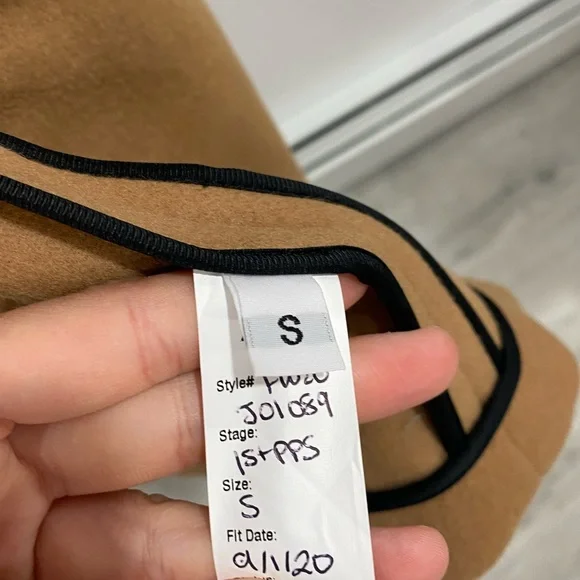 S
Style# FW20
J01089
Stage:
1st PPS
Size:
S
Fit Date:
9/1/20